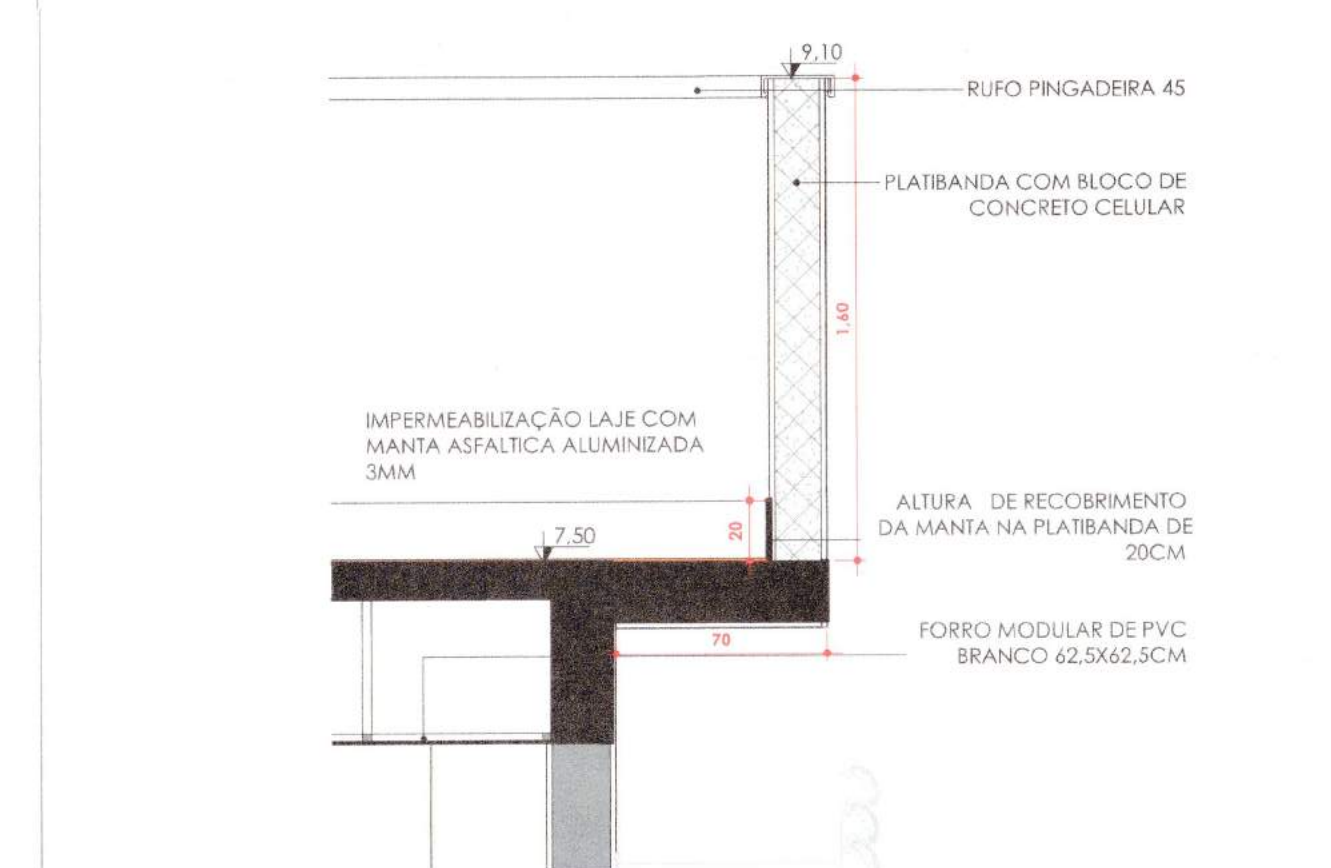 9,10
RUFO PINGADEIRA 45
PLATIBANDA COM BLOCO DE
CONCRETO CELULAR
1,60
IMPERMEABILIZAÇÃO LAJE COM
MANTA ASFALTICA ALUMINIZADA
3MM
ALTURA DE RECOBRIMENTO
DA MANTA NA PLATIBANDA DE
20CM
20
7,50
FORRO MODULAR DE PVC
BRANCO 62,5X62,5CM
70